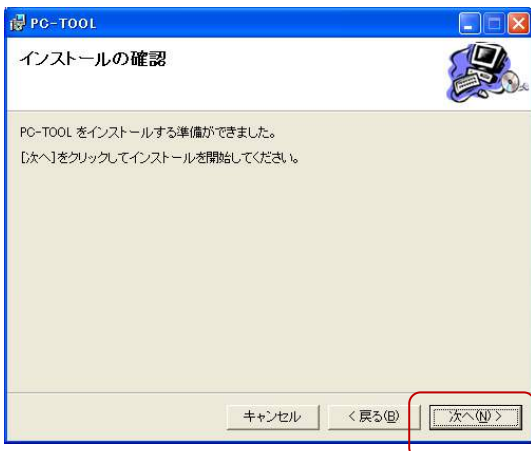 PC-TOOL
インストールの確認
PC-TOOL をインストールする準備ができました。
[次へ]をクリックしてインストールを開始してください。
キャンセル
< 戻る(B)
次へ(N) >